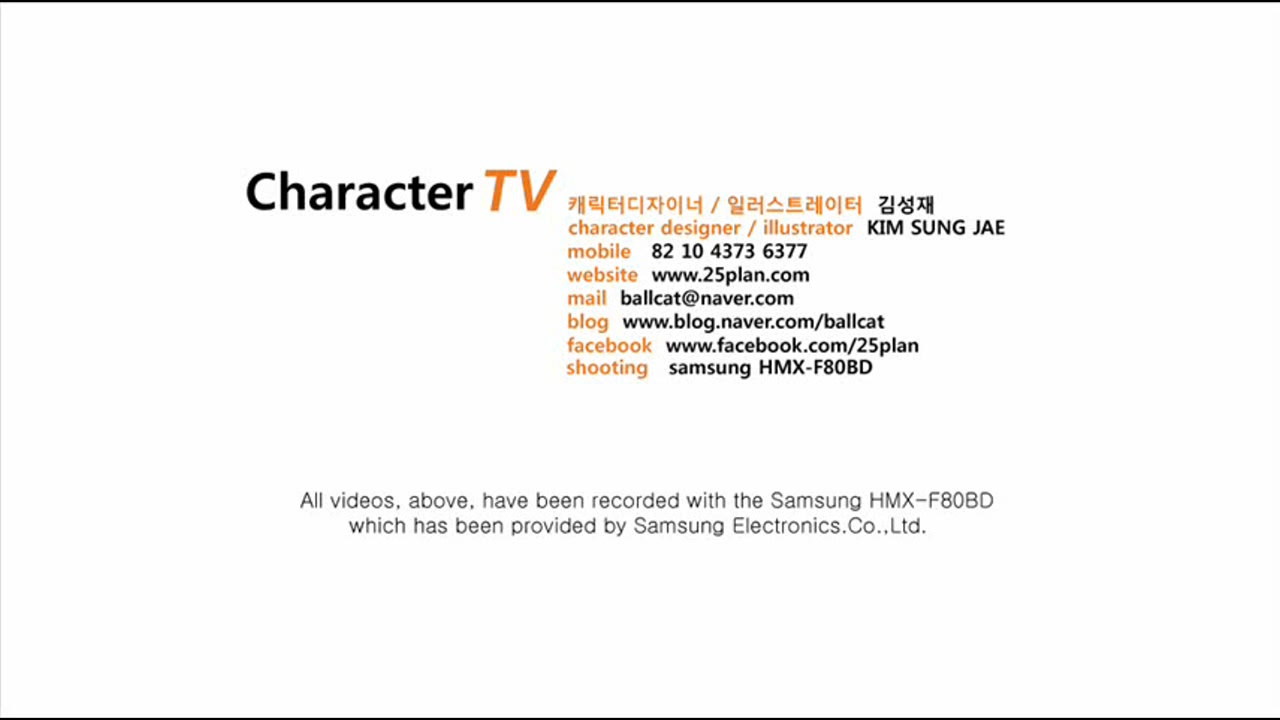 Character TV
캐릭터디자이너 / 일러스트레이터 김성재
character designer / illustrator KIM SUNG JAE
mobile 82 10 4373 6377
website www.25plan.com
mail ballcat@naver.com
blog www.blog.naver.com/ballcat
facebook www.facebook.com/25plan
shooting samsung HMX-F80BD
All videos, above, have been recorded with the Samsung HMX-F80BD
which has been provided by Samsung Electronics.Co.,Ltd.